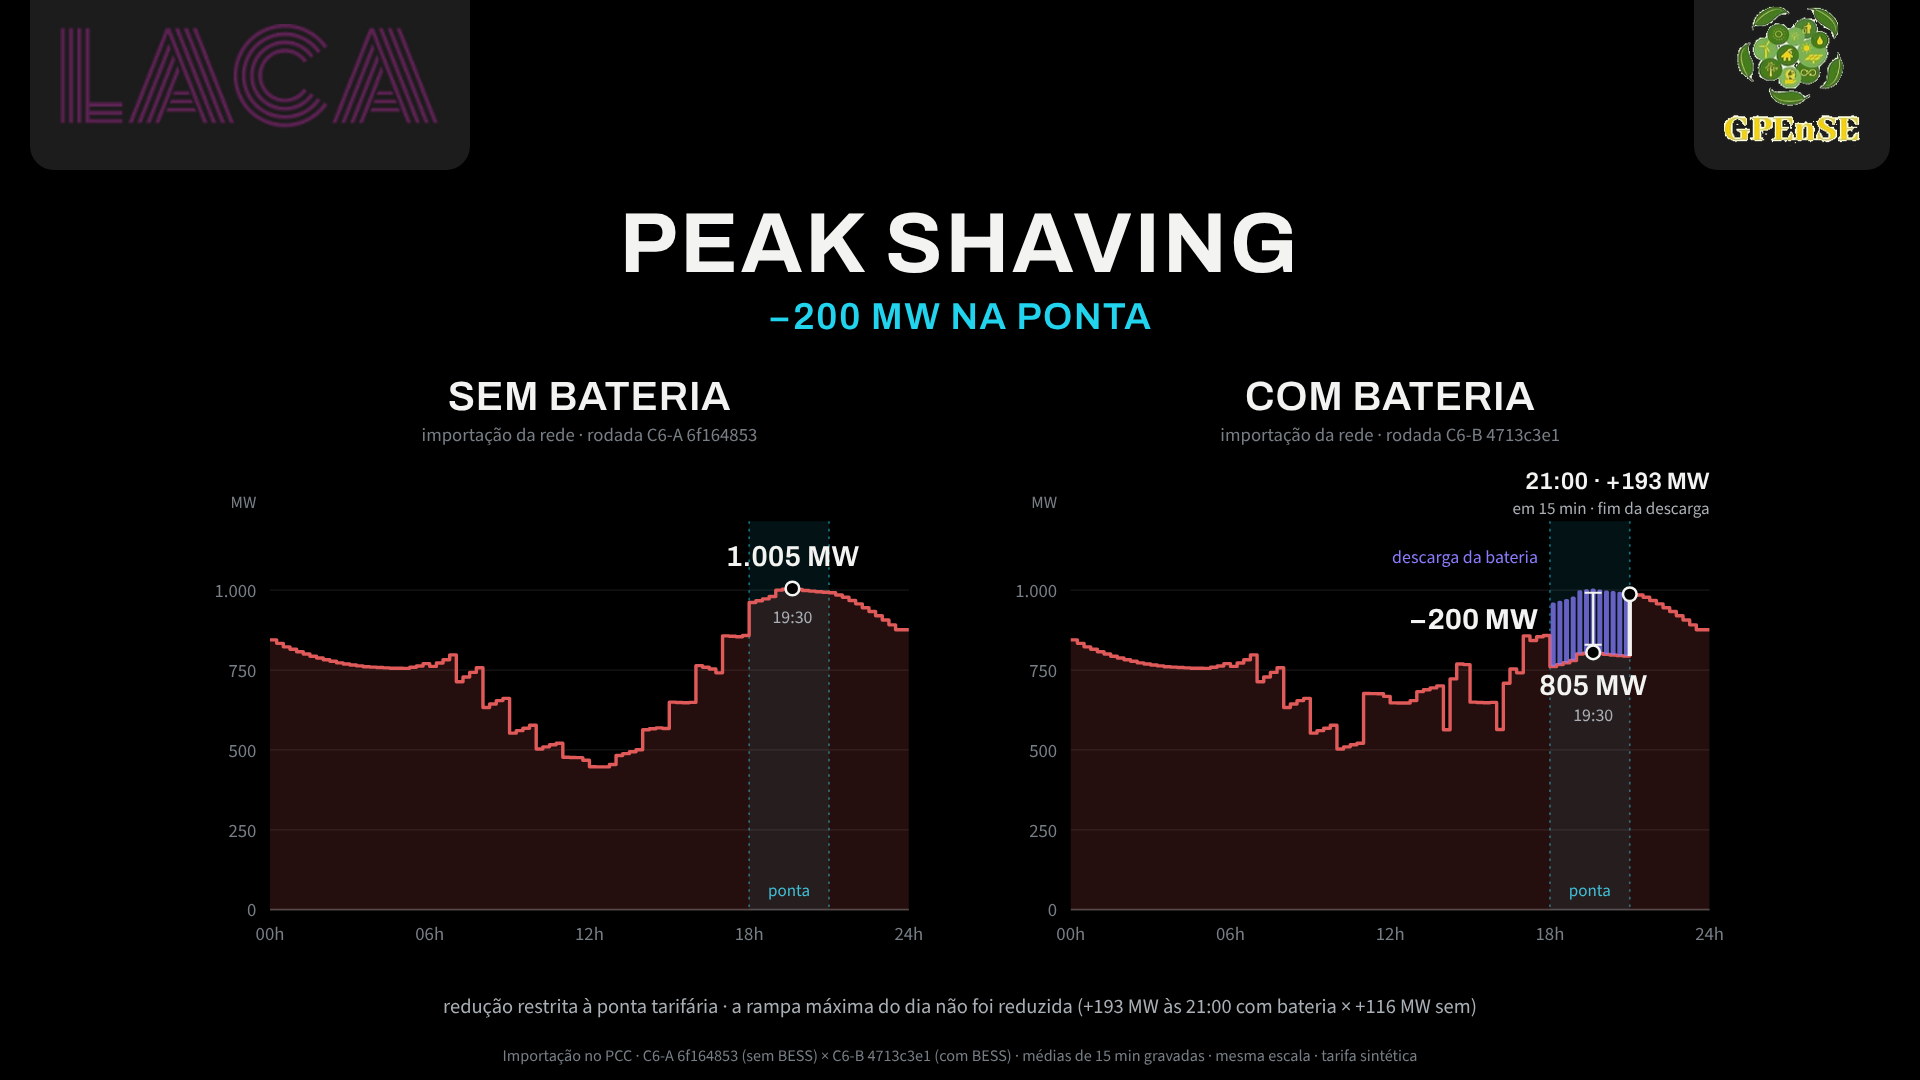 LACA
GPEnSE
PEAK SHAVING
−200 MW NA PONTA
SEM BATERIA
importação da rede · rodada C6-A 6f164853
MW
1.005 MW
19:30
1.000
750
500
250
0
ponta
00h 06h 12h 18h 24h
COM BATERIA
importação da rede · rodada C6-B 4713c3e1
21:00 · +193 MW
em 15 min · fim da descarga
MW
descarga da bateria
−200 MW
805 MW
19:30
1.000
750
500
250
0
ponta
00h 06h 12h 18h 24h
redução restrita à ponta tarifária · a rampa máxima do dia não foi reduzida (+193 MW às 21:00 com bateria × +116 MW sem)
Importação no PCC · C6-A 6f164853 (sem BESS) × C6-B 4713c3e1 (com BESS) · médias de 15 min gravadas · mesma escala · tarifa sintética